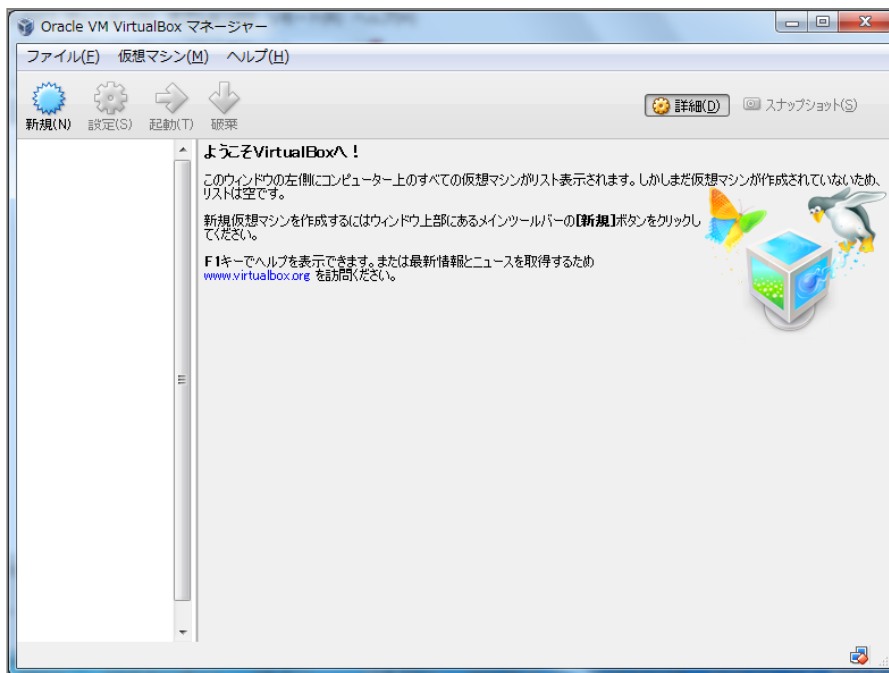 Oracle VM VirtualBox マネージャー
ファイル(F) 仮想マシン(M) ヘルプ(H)
新規(N) 設定(S) 起動(T) 破棄
詳細(D) スナップショット(S)
ようこそVirtualBoxへ！
このウィンドウの左側にコンピューター上のすべての仮想マシンがリスト表示されます。しかしまだ仮想マシンが作成されていないため、
リストは空です。
新規仮想マシンを作成するにはウィンドウ上部にあるメインツールバーの[新規]ボタンをクリックし
てください。
F1キーでヘルプを表示できます。または最新情報とニュースを取得するため
www.virtualbox.org を訪問ください。